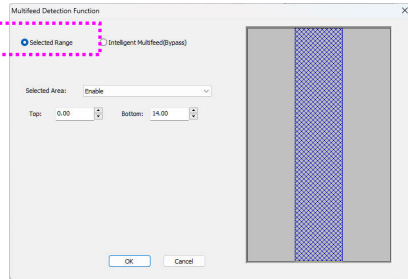 Multifeed Detection Function
Selected Range Intelligent Multifeed(Bypass)
Selected Area: Enable
Top: 0.00 Bottom: 14.00
OK Cancel